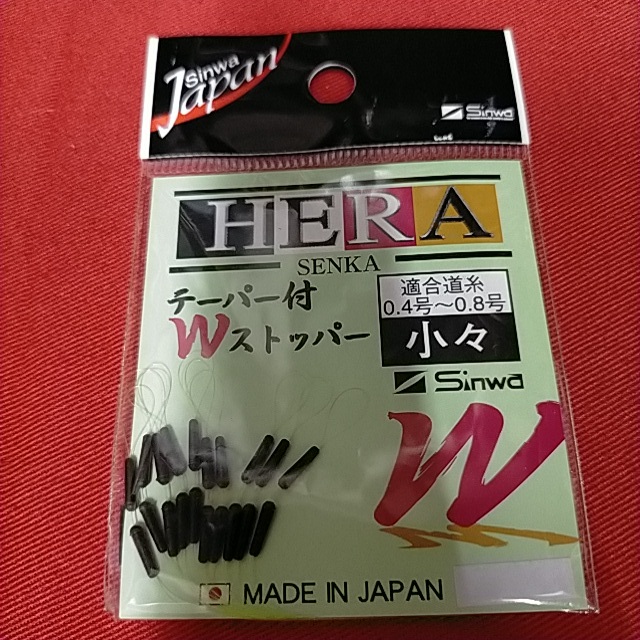 Sinwa
Japan
Sinwa
HERA
SENKA
テーパー付
Wストッパー
適合道糸
0.4号～0.8号
小々
Sinwa
W
MADE IN JAPAN